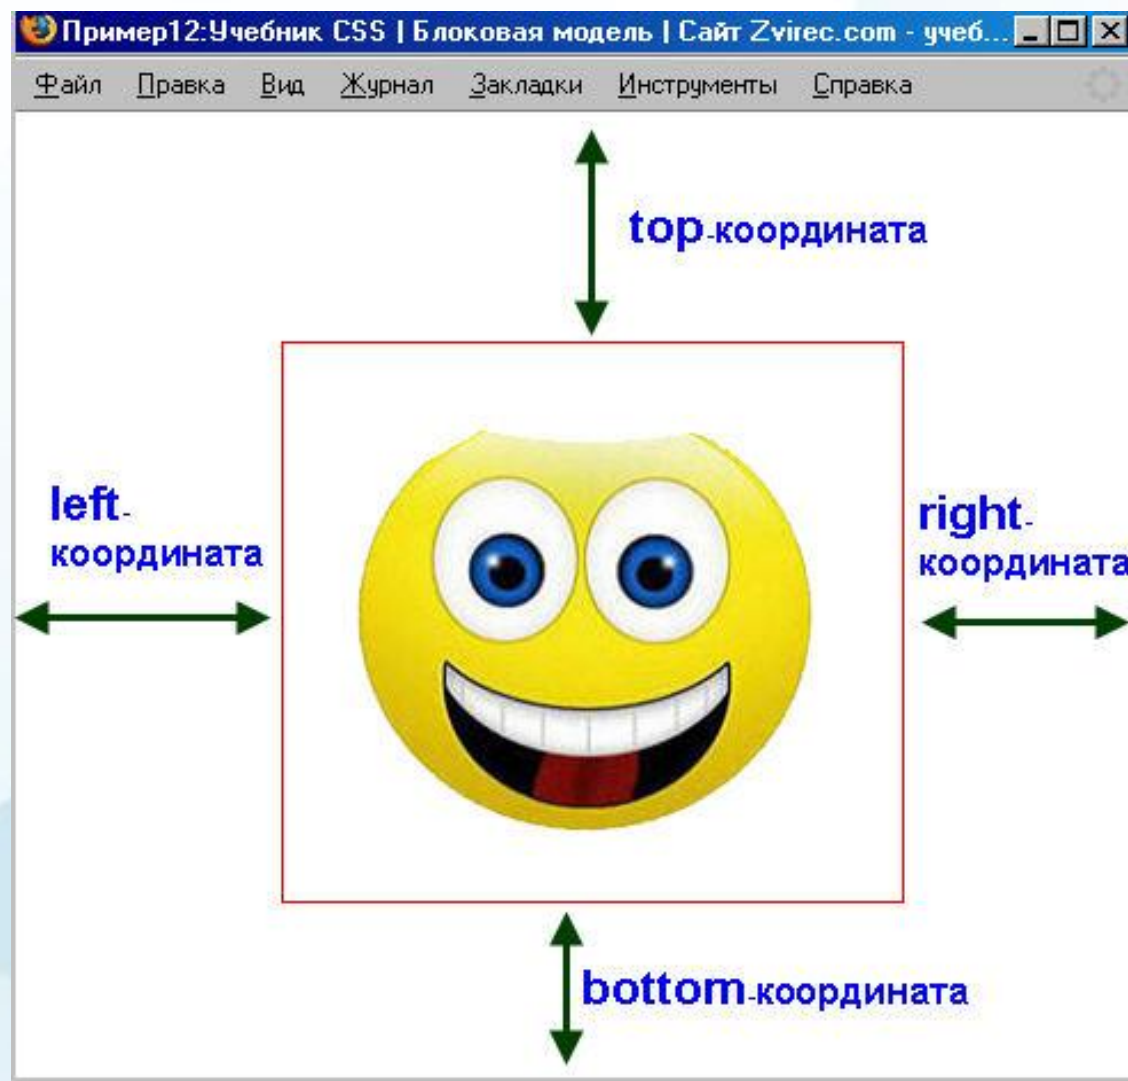 Пример12:Учебник CSS | Блоковая модель | Сайт Zvirec.com - учеб...
Файл Правка Вид Журнал Закладки Инструменты Справка
top-координата
left-
координата
right-
координата
bottom-координата